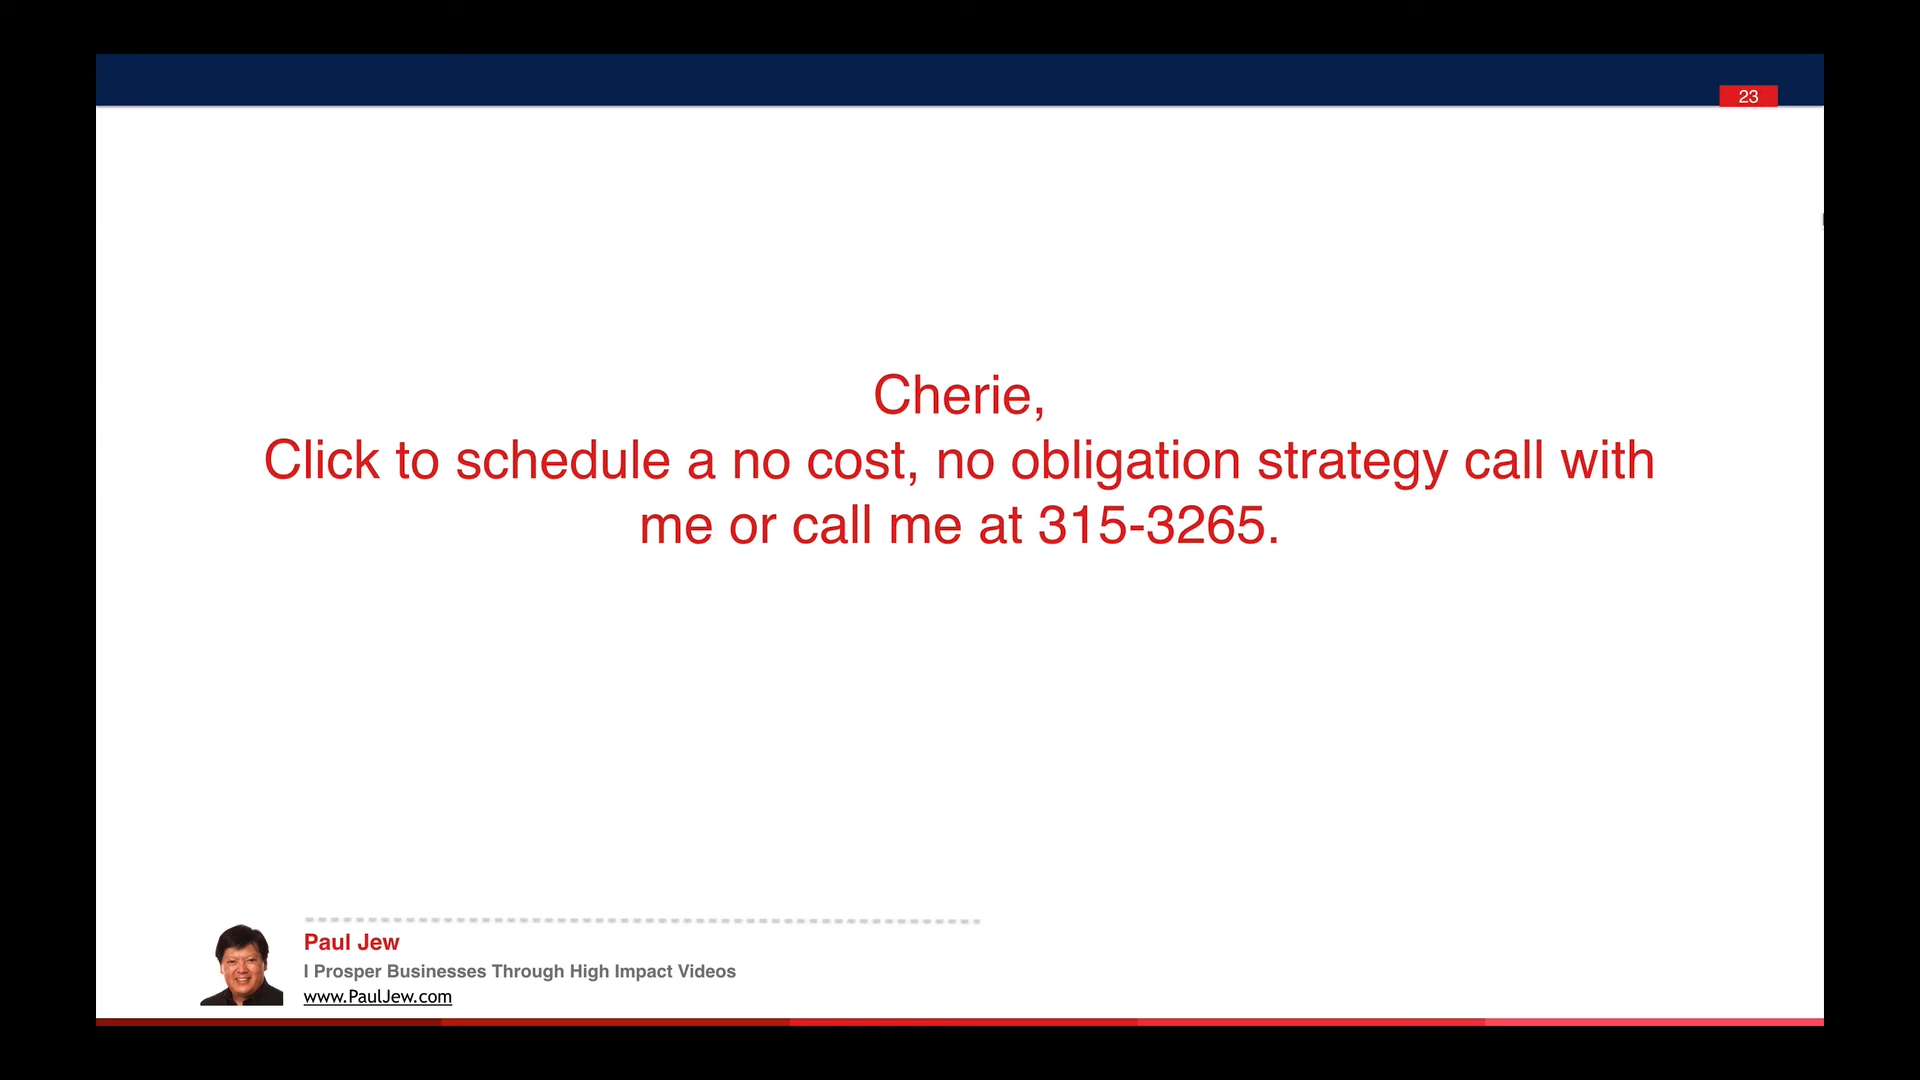 23
Cherie,
Click to schedule a no cost, no obligation strategy call with
me or call me at 315-3265.
Paul Jew
I Prosper Businesses Through High Impact Videos
www.PaulJew.com